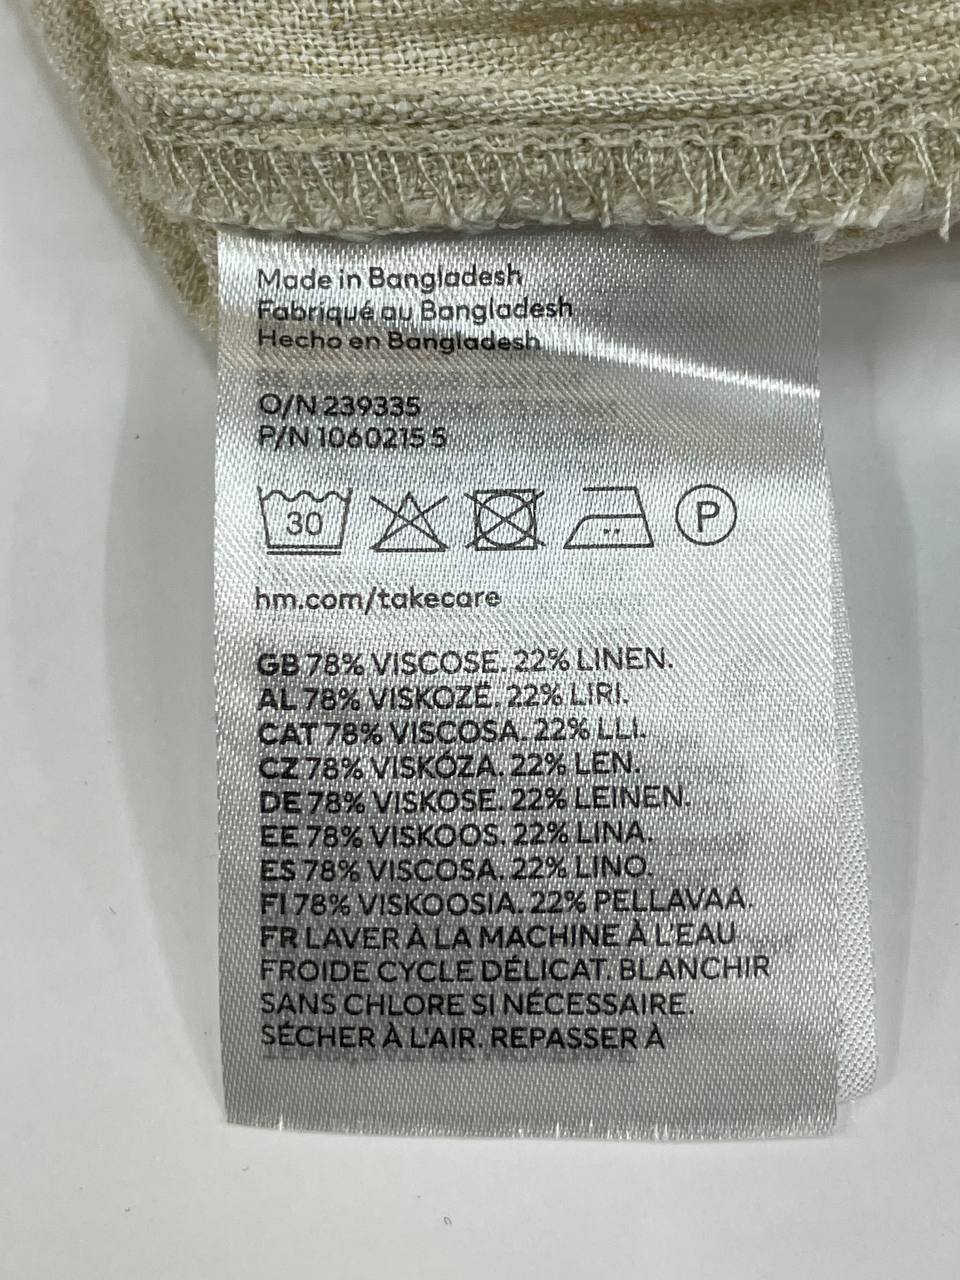 Made in Bangladesh
Fabriqué au Bangladesh
Hecho en Bangladesh
O/N 239335
P/N 1060215 5
30
P
hm.com/takecare
GB 78% VISCOSE. 22% LINEN.
AL 78% VISKOZË. 22% LIRI.
CAT 78% VISCOSA. 22% LLI.
CZ 78% VISKÓZA. 22% LEN.
DE 78% VISKOSE. 22% LEINEN.
EE 78% VISKOOS. 22% LINA.
ES 78% VISCOSA. 22% LINO.
FI 78% VISKOOSIA. 22% PELLAVAA.
FR LAVER À LA MACHINE À L'EAU
FROIDE CYCLE DÉLICAT. BLANCHIR
SANS CHLORE SI NÉCESSAIRE.
SÉCHER À L'AIR. REPASSER À